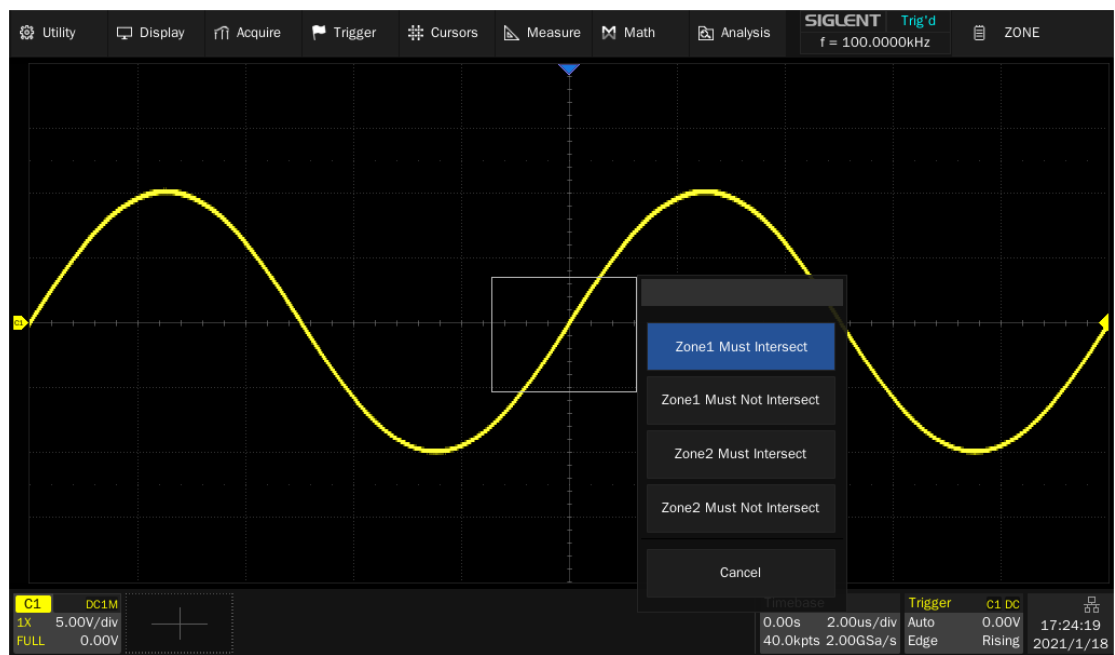 Utility Display Acquire Trigger Cursors Measure Math Analysis SIGLENT Trig'd ZONE
f = 100.0000kHz
C1
Zone1 Must Intersect
Zone1 Must Not Intersect
Zone2 Must Intersect
Zone2 Must Not Intersect
Cancel
C1 DC1M
1X 5.00V/div
FULL 0.00V
Timebase
0.00s 2.00us/div
40.0kpts 2.00GSa/s
Trigger C1 DC
Auto 0.00V
Edge Rising
17:24:19
2021/1/18